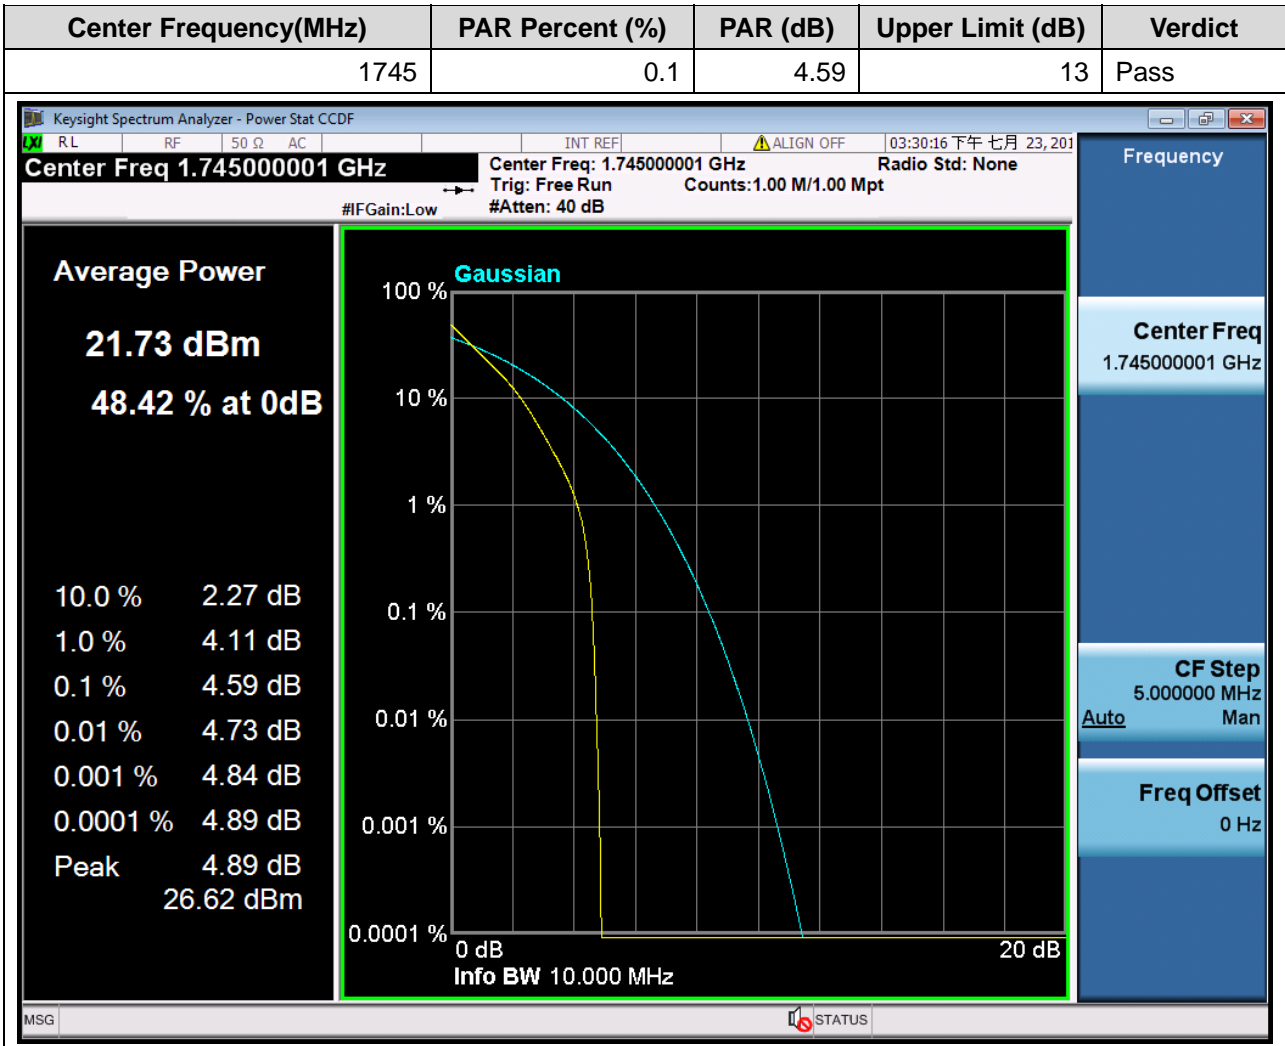 Center Frequency(MHz) PAR Percent (%) PAR (dB) Upper Limit (dB) Verdict
1745 0.1 4.59 13 Pass
Keysight Spectrum Analyzer - Power Stat CCDF
LXI RL RF 50 Ω AC INT REF ALIGN OFF 03:30:16 下午 七月 23, 201
Center Freq 1.745000001 GHz
Center Freq: 1.745000001 GHz Radio Std: None
Trig: Free Run Counts:1.00 M/1.00 Mpt
#IFGain:Low #Atten: 40 dB
Average Power
21.73 dBm
48.42 % at 0dB
10.0 % 2.27 dB
1.0 % 4.11 dB
0.1 % 4.59 dB
0.01 % 4.73 dB
0.001 % 4.84 dB
0.0001 % 4.89 dB
Peak 4.89 dB
26.62 dBm
Gaussian
100 %
10 %
1 %
0.1 %
0.01 %
0.001 %
0.0001 %
0 dB 20 dB
Info BW 10.000 MHz
Frequency
Center Freq
1.745000001 GHz
CF Step
5.000000 MHz
Auto Man
Freq Offset
0 Hz
MSG STATUS